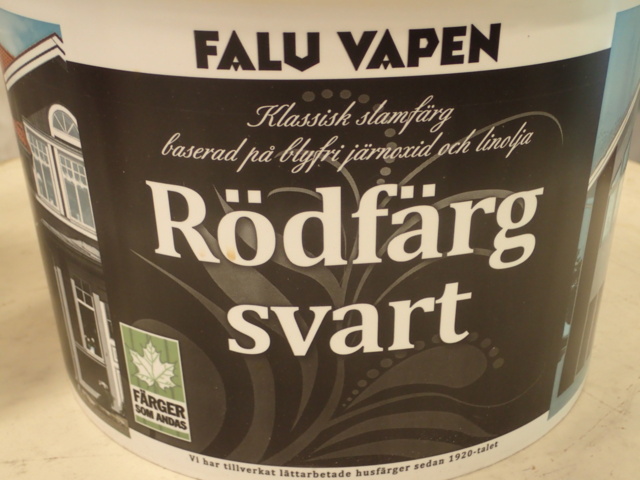 FALU VAPEN
Klassisk slamfärg
baserad på blyfri järnoxid och linolja
Rödfärg
svart
FÄRGER
SOM ANDAS
Vi har tillverkat lättarbetade husfärger sedan 1920-talet